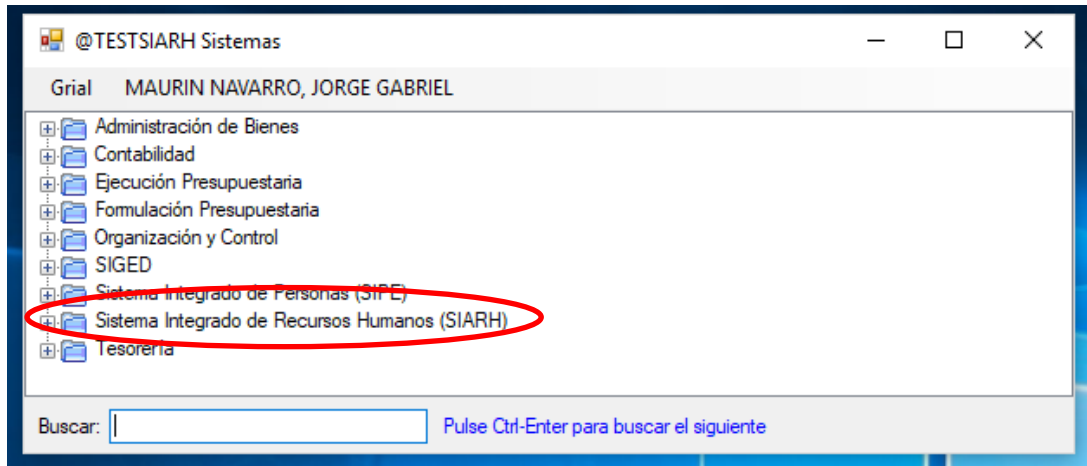 @TESTSIARH Sistemas
Grial MAURIN NAVARRO, JORGE GABRIEL
Administración de Bienes
Contabilidad
Ejecución Presupuestaria
Formulación Presupuestaria
Organización y Control
SIGED
Sistema Integrado de Personas (SIPE)
Sistema Integrado de Recursos Humanos (SIARH)
Tesorería
Buscar: Pulse Ctrl-Enter para buscar el siguiente